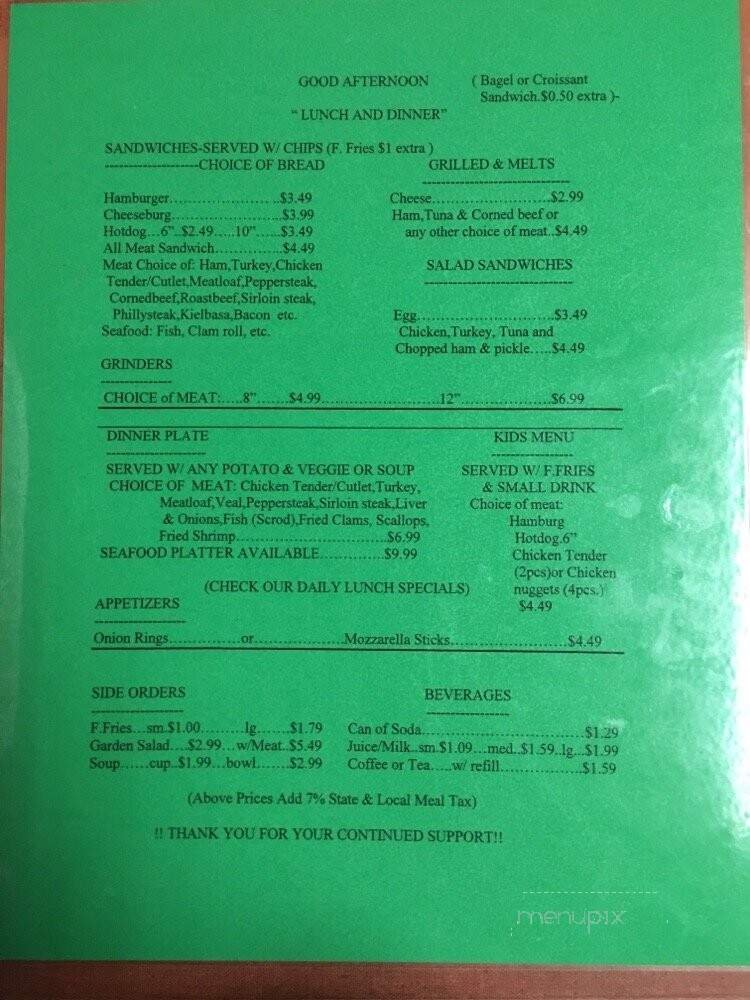 GOOD AFTERNOON ( Bagel or Croissant
Sandwich.$0.50 extra )-
“ LUNCH AND DINNER”
SANDWICHES-SERVED W/ CHIPS (F. Fries $1 extra )
--------------------CHOICE OF BREAD
Hamburger..........................$3.49
Cheeseburg.........................$3.99
Hotdog...6”..$2.49.....10”......$3.49
All Meat Sandwich...............$4.49
Meat Choice of: Ham,Turkey,Chicken
Tender/Cutlet,Meatloaf,Peppersteak,
Cornedbeef,Roastbeef,Sirloin steak,
Phillysteak,Kielbasa,Bacon etc.
Seafood: Fish, Clam roll, etc.
GRILLED & MELTS
--------------------------------
Cheese...........................$2.99
Ham,Tuna & Corned beef or
any other choice of meat..$4.49
SALAD SANDWICHES
--------------------------------
Egg...............................$3.49
Chicken,Turkey, Tuna and
Chopped ham & pickle.....$4.49
GRINDERS
---------------
CHOICE of MEAT:.....8”.......$4.99..........................12”....................$6.99
DINNER PLATE
---------------------
SERVED W/ ANY POTATO & VEGGIE OR SOUP
CHOICE OF MEAT: Chicken Tender/Cutlet,Turkey,
Meatloaf,Veal,Peppersteak,Sirloin steak,Liver
& Onions,Fish (Scrod),Fried Clams, Scallops,
Fried Shrimp.................................$6.99
SEAFOOD PLATTER AVAILABLE..............$9.99
KIDS MENU
-----------------
SERVED W/ F.FRIES
& SMALL DRINK
Choice of meat:
Hamburg
Hotdog.6”
Chicken Tender
(2pcs)or Chicken
nuggets (4pcs.)
$4.49
(CHECK OUR DAILY LUNCH SPECIALS)
APPETIZERS
-------------------
Onion Rings...............or..................Mozzarella Sticks.........................$4.49
SIDE ORDERS
-------------------
F.Fries...sm.$1.00.........lg.......$1.79
Garden Salad....$2.99...w/Meat..$5.49
Soup......cup..$1.99...bowl.......$2.99
BEVERAGES
------------------
Can of Soda...................................$1.29
Juice/Milk..sm.$1.09...med..$1.59..lg...$1.99
Coffee or Tea.....w/ refill.................$1.59
(Above Prices Add 7% State & Local Meal Tax)
!! THANK YOU FOR YOUR CONTINUED SUPPORT!!
menupix